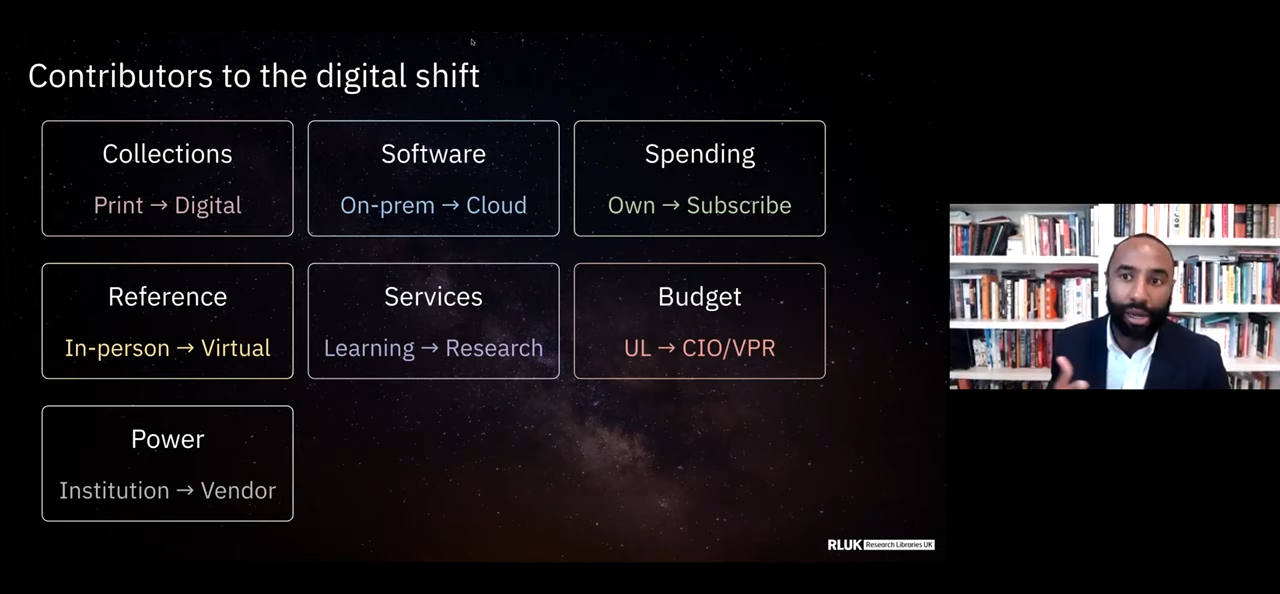 Contributors to the digital shift
Collections
Print → Digital
Software
On-prem → Cloud
Spending
Own → Subscribe
Reference
In-person → Virtual
Services
Learning → Research
Budget
UL → CIO/VPR
Power
Institution → Vendor
RLUK Research Libraries UK